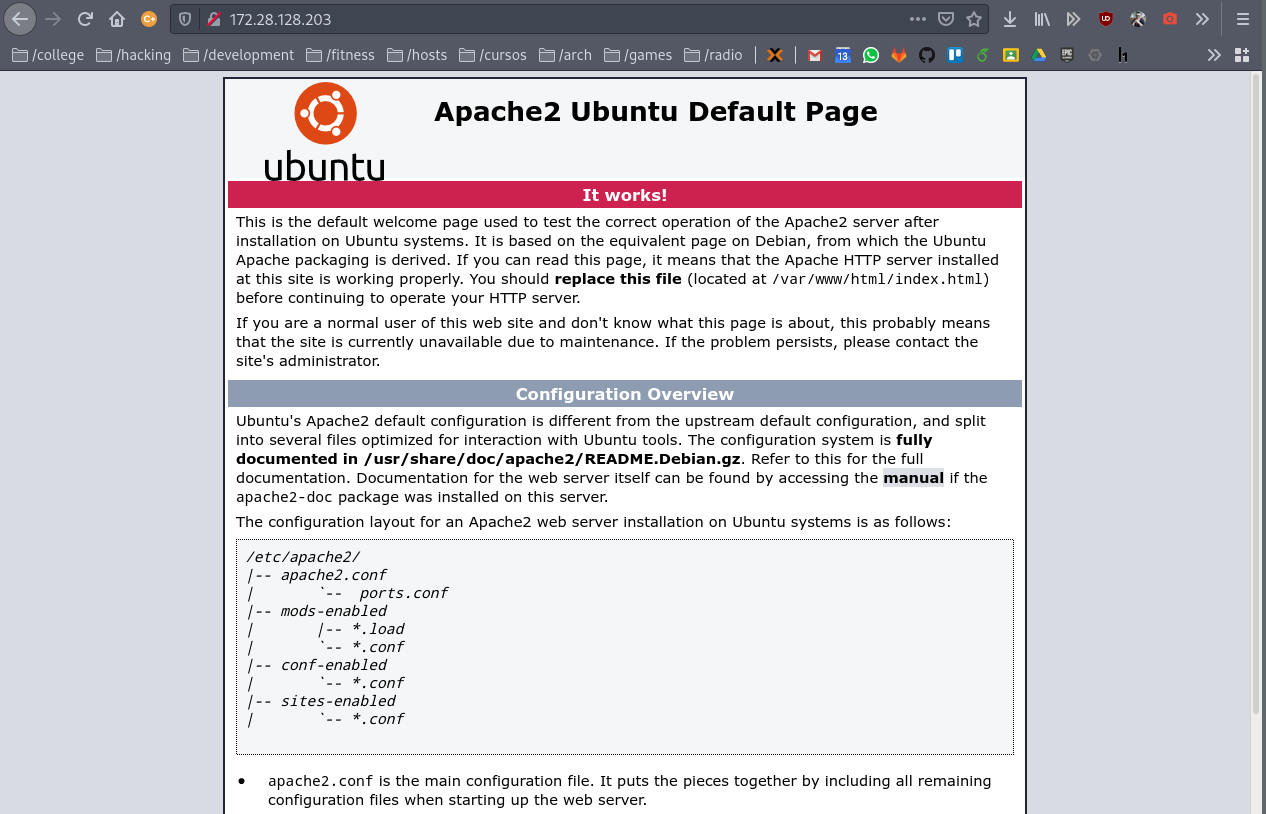 172.28.128.203
/college /hacking /development /fitness /hosts /cursos /arch /games /radio
ubuntu
Apache2 Ubuntu Default Page
It works!
This is the default welcome page used to test the correct operation of the Apache2 server after
installation on Ubuntu systems. It is based on the equivalent page on Debian, from which the Ubuntu
Apache packaging is derived. If you can read this page, it means that the Apache HTTP server installed
at this site is working properly. You should replace this file (located at /var/www/html/index.html)
before continuing to operate your HTTP server.
If you are a normal user of this web site and don't know what this page is about, this probably means
that the site is currently unavailable due to maintenance. If the problem persists, please contact the
site's administrator.
Configuration Overview
Ubuntu's Apache2 default configuration is different from the upstream default configuration, and split
into several files optimized for interaction with Ubuntu tools. The configuration system is fully
documented in /usr/share/doc/apache2/README.Debian.gz. Refer to this for the full
documentation. Documentation for the web server itself can be found by accessing the manual if the
apache2-doc package was installed on this server.
The configuration layout for an Apache2 web server installation on Ubuntu systems is as follows:
/etc/apache2/
|-- apache2.conf
|       `--  ports.conf
|-- mods-enabled
|       |-- *.load
|       `-- *.conf
|-- conf-enabled
|       `-- *.conf
|-- sites-enabled
|       `-- *.conf
• apache2.conf is the main configuration file. It puts the pieces together by including all remaining
configuration files when starting up the web server.